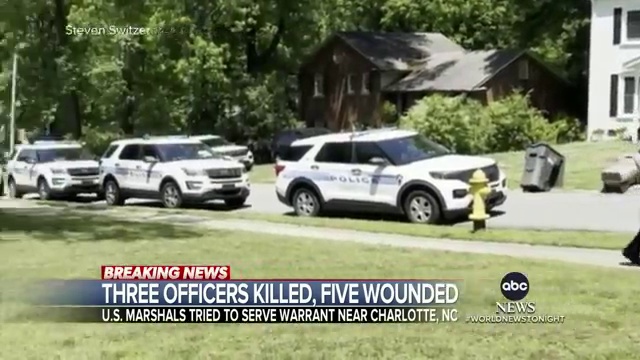 Steven Switzer
POLICE
BREAKING NEWS
THREE OFFICERS KILLED, FIVE WOUNDED
U.S. MARSHALS TRIED TO SERVE WARRANT NEAR CHARLOTTE, NC
abc
NEWS
#WORLDNEWSTONIGHT